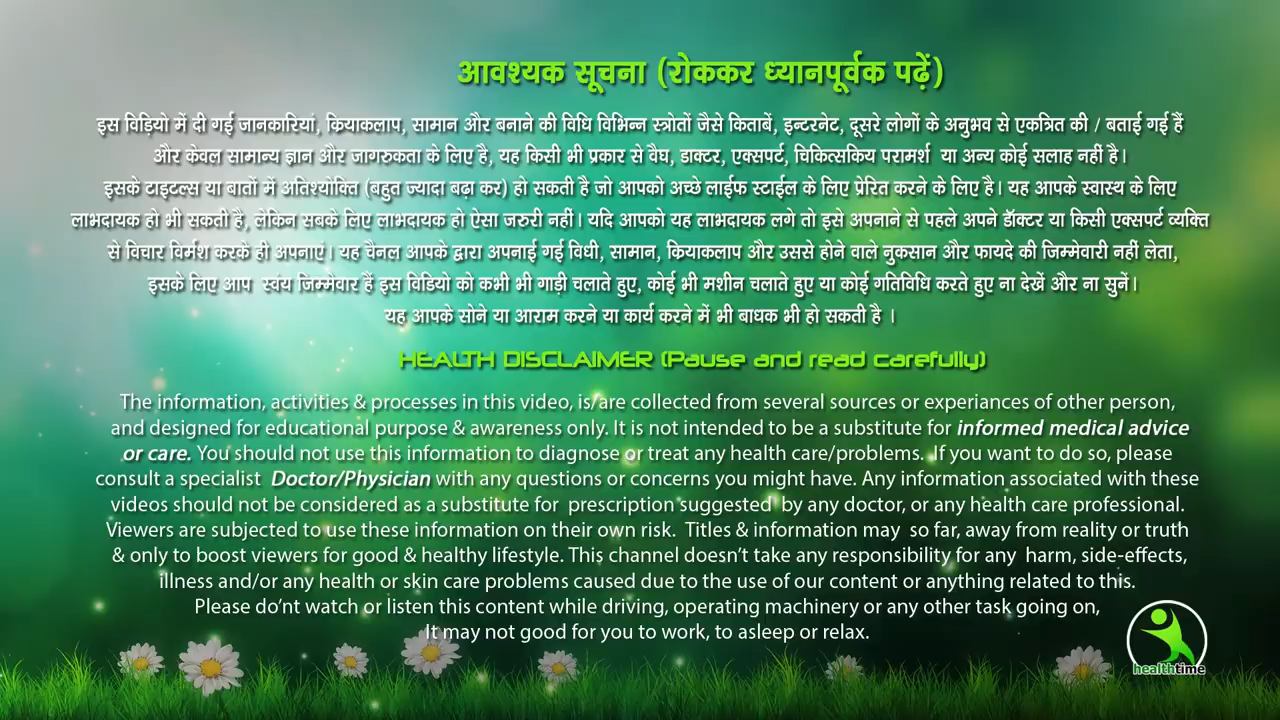 आवश्यक सूचना (रोककर ध्यानपूर्वक पढ़ें)
इस विड़ियो में दी गई जानकारियां, क्रियाकलाप, सामान और बनाने की विधि विभिन्न स्त्रोतों जैसे किताबें, इन्टरनेट, दूसरे लोगों के अनुभव से एकत्रित की / बताई गई हैं
और केवल सामान्य ज्ञान और जागरुकता के लिए है, यह किसी भी प्रकार से वैघ, डाक्टर, एक्सपर्ट, चिकित्सकिय परामर्श या अन्य कोई सलाह नहीं है।
इसके टाइटल्स या बातों में अतिश्योक्ति (बहुत ज्यादा बढ़ा कर) हो सकती है जो आपको अच्छे लाईफ स्टाईल के लिए प्रेरित करने के लिए है। यह आपके स्वास्थ के लिए
लाभदायक हो भी सकती है, लेकिन सबके लिए लाभदायक हो ऐसा जरुरी नहीं। यदि आपको यह लाभदायक लगे तो इसे अपनाने से पहले अपने डॉक्टर या किसी एक्सपर्ट व्यक्ति
से विचार विर्मश करके ही अपनाएं। यह चैनल आपके द्वारा अपनाई गई विधी, सामान, क्रियाकलाप और उससे होने वाले नुकसान और फायदे की जिम्मेवारी नहीं लेता,
इसके लिए आप स्वंय जिम्मेवार हैं इस विडियो को कभी भी गाड़ी चलाते हुए, कोई भी मशीन चलाते हुए या कोई गतिविधि करते हुए ना देखें और ना सुनें।
यह आपके सोने या आराम करने या कार्य करने में भी बाधक भी हो सकती है ।
HEALTH DISCLAIMER (Pause and read carefully)
The information, activities & processes in this video, is/are collected from several sources or experiances of other person,
and designed for educational purpose & awareness only. It is not intended to be a substitute for informed medical advice
or care. You should not use this information to diagnose or treat any health care/problems. If you want to do so, please
consult a specialist Doctor/Physician with any questions or concerns you might have. Any information associated with these
videos should not be considered as a substitute for prescription suggested by any doctor, or any health care professional.
Viewers are subjected to use these information on their own risk. Titles & information may so far, away from reality or truth
& only to boost viewers for good & healthy lifestyle. This channel doesn't take any responsibility for any harm, side-effects,
illness and/or any health or skin care problems caused due to the use of our content or anything related to this.
Please do'nt watch or listen this content while driving, operating machinery or any other task going on,
It may not good for you to work, to asleep or relax.
healthtime